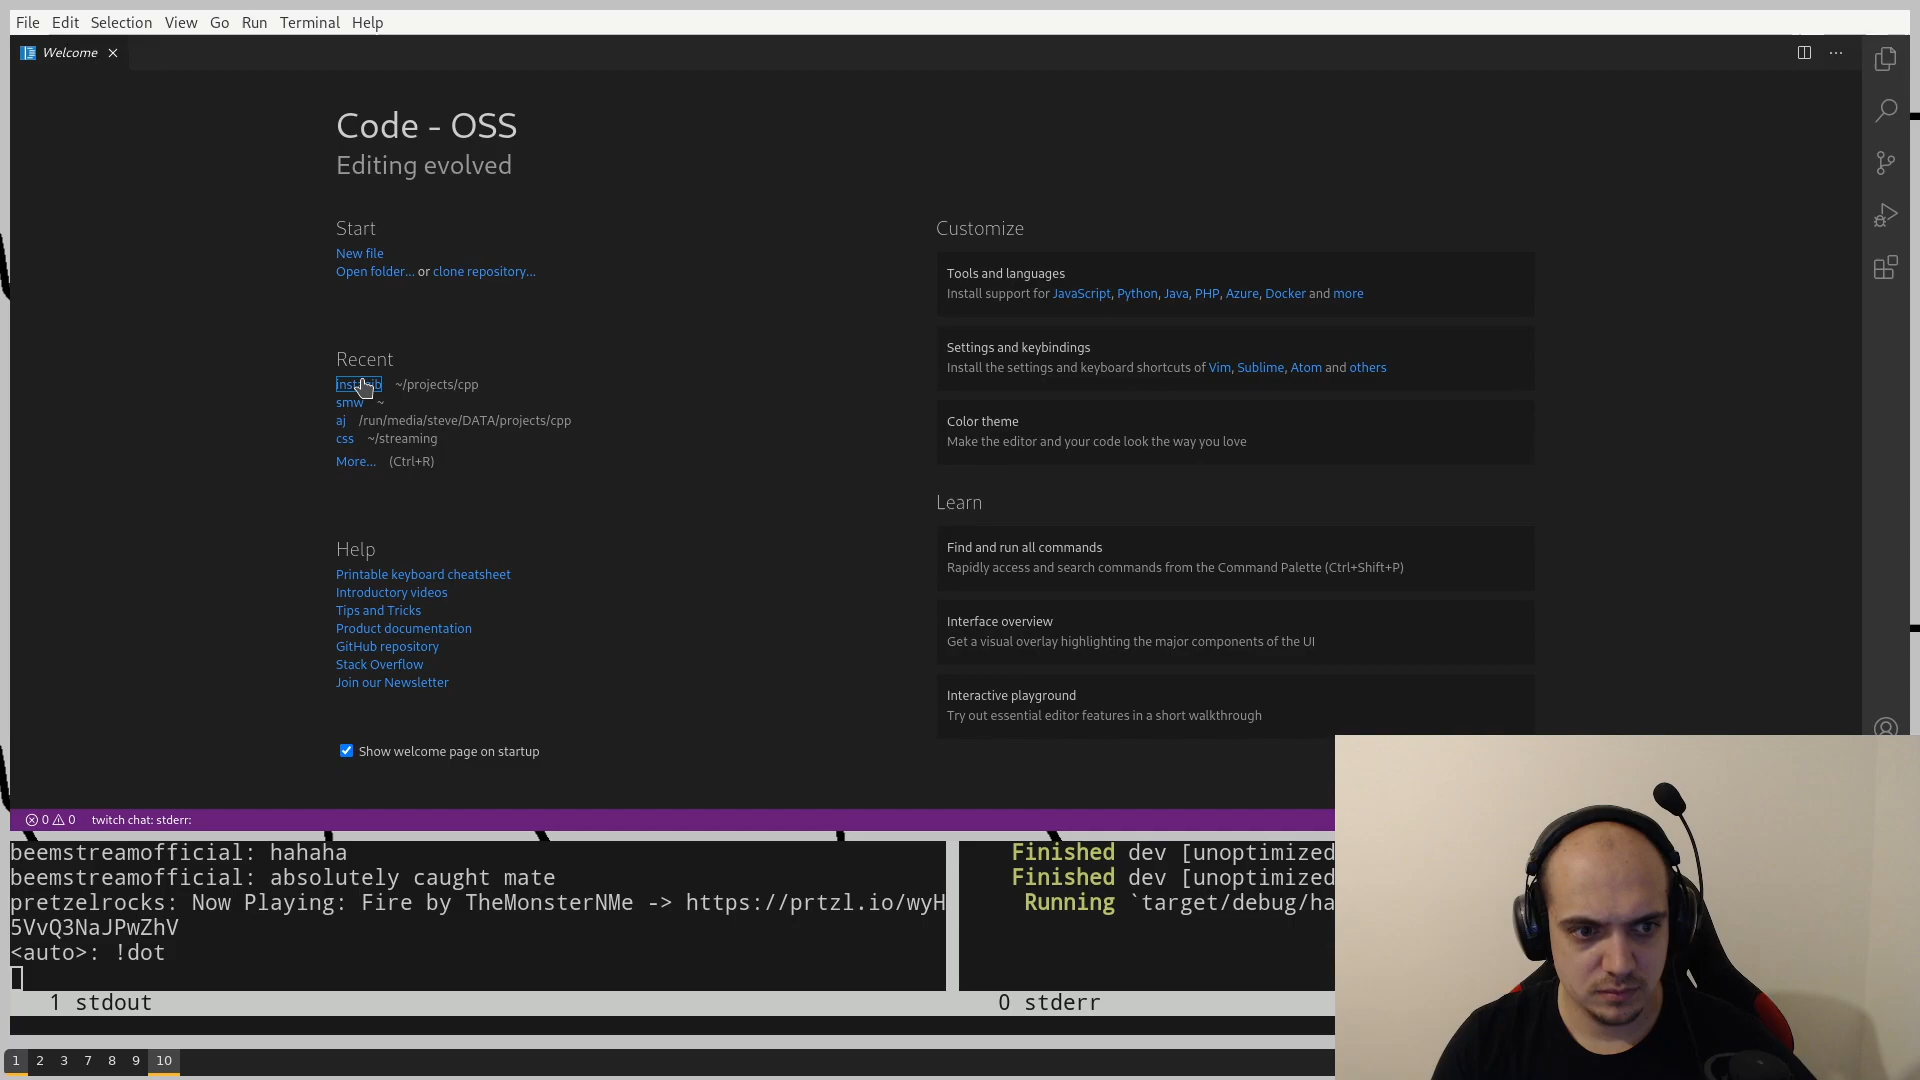 File Edit Selection View Go Run Terminal Help
Welcome
Code - OSS
Editing evolved
Start
New file
Open folder... or clone repository...
Recent
~/projects/cpp
smw ~
aj /run/media/steve/DATA/projects/cpp
css ~/streaming
More... (Ctrl+R)
Help
Printable keyboard cheatsheet
Introductory videos
Tips and Tricks
Product documentation
GitHub repository
Stack Overflow
Join our Newsletter
Show welcome page on startup
Customize
Tools and languages
Install support for JavaScript, Python, Java, PHP, Azure, Docker and more
Settings and keybindings
Install the settings and keyboard shortcuts of Vim, Sublime, Atom and others
Color theme
Make the editor and your code look the way you love
Learn
Find and run all commands
Rapidly access and search commands from the Command Palette (Ctrl+Shift+P)
Interface overview
Get a visual overlay highlighting the major components of the UI
Interactive playground
Try out essential editor features in a short walkthrough
0 0 twitch chat: stderr:
beemstreamofficial: hahaha
beemstreamofficial: absolutely caught mate
pretzelrocks: Now Playing: Fire by TheMonsterNMe -> https://prtzl.io/wyH
5VvQ3NaJPwZhV
<auto>: !dot
1 stdout
Finished dev [unoptimized
Finished dev [unoptimized
Running `target/debug/ha
0 stderr
1 2 3 7 8 9 10